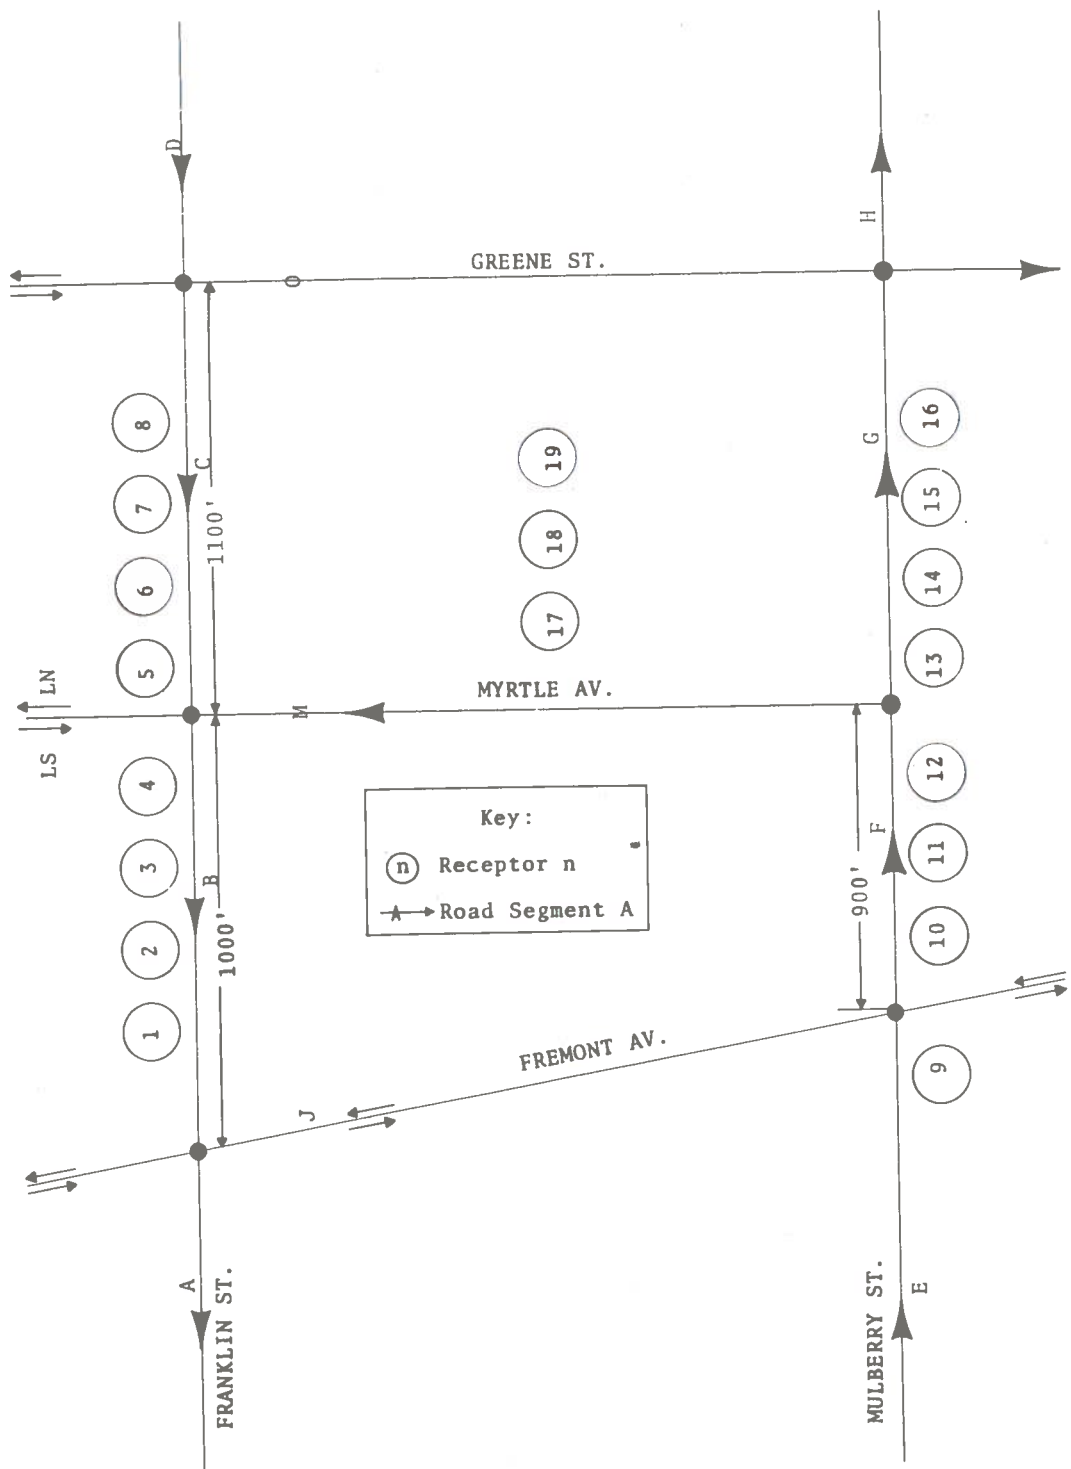 D
H
GREENE ST.
O
8
7
6
5
C
1100'
19
18
17
G
16
15
14
13
LN
LS
MYRTLE AV.
M
4
3
2
1
B
1000'
Key:
n Receptor n
A Road Segment A
900'
F
12
11
10
9
FREMONT AV.
J
A
FRANKLIN ST.
MULBERRY ST.
E